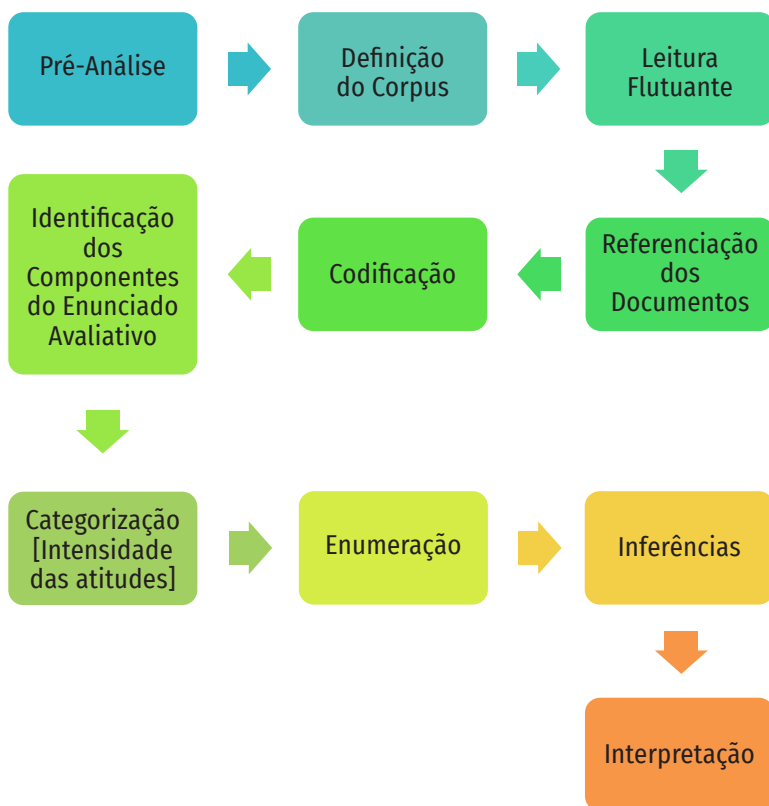 Pré-Análise
Definição
do Corpus
Leitura
Flutuante
Referenciação
dos
Documentos
Codificação
Identificação
dos
Componentes
do Enunciado
Avaliativo
Categorização
[Intensidade
das atitudes]
Enumeração
Inferências
Interpretação